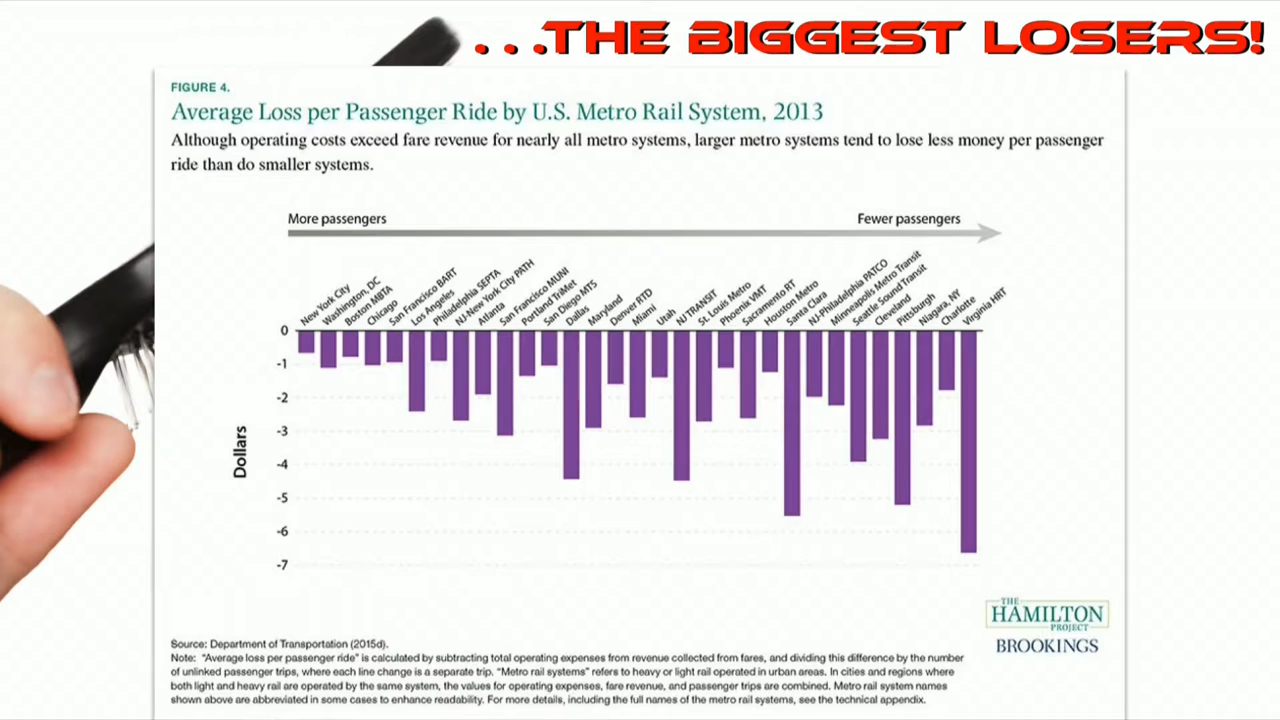 ...THE BIGGEST LOSERS!
FIGURE 4.
Average Loss per Passenger Ride by U.S. Metro Rail System, 2013
Although operating costs exceed fare revenue for nearly all metro systems, larger metro systems tend to lose less money per passenger
ride than do smaller systems.
More passengers
Fewer passengers
New York City
Washington, DC
Boston MBTA
Chicago
San Francisco BART
Los Angeles
Philadelphia SEPTA
NJ-New York City PATH
Atlanta
San Francisco MUNI
Portland TriMet
San Diego MTS
Dallas
Maryland
Denver RTD
Miami
Utah
NJ TRANSIT
St. Louis Metro
Phoenix VMT
Sacramento RT
Houston Metro
Santa Clara
NJ-Philadelphia PATCO
Minneapolis Metro Transit
Seattle Sound Transit
Cleveland
Pittsburgh
Niagara, NY
Charlotte
Virginia HRT
0
-1
-2
-3
-4
-5
-6
-7
Dollars
THE
HAMILTON
PROJECT
BROOKINGS
Source: Department of Transportation (2015d).
Note: “Average loss per passenger ride” is calculated by subtracting total operating expenses from revenue collected from fares, and dividing this difference by the number
of unlinked passenger trips, where each line change is a separate trip. “Metro rail systems” refers to heavy or light rail operated in urban areas. In cities and regions where
both light and heavy rail are operated by the same system, the values for operating expenses, fare revenue, and passenger trips are combined. Metro rail system names
shown above are abbreviated in some cases to enhance readability. For more details, including the full names of the metro rail systems, see the technical appendix.